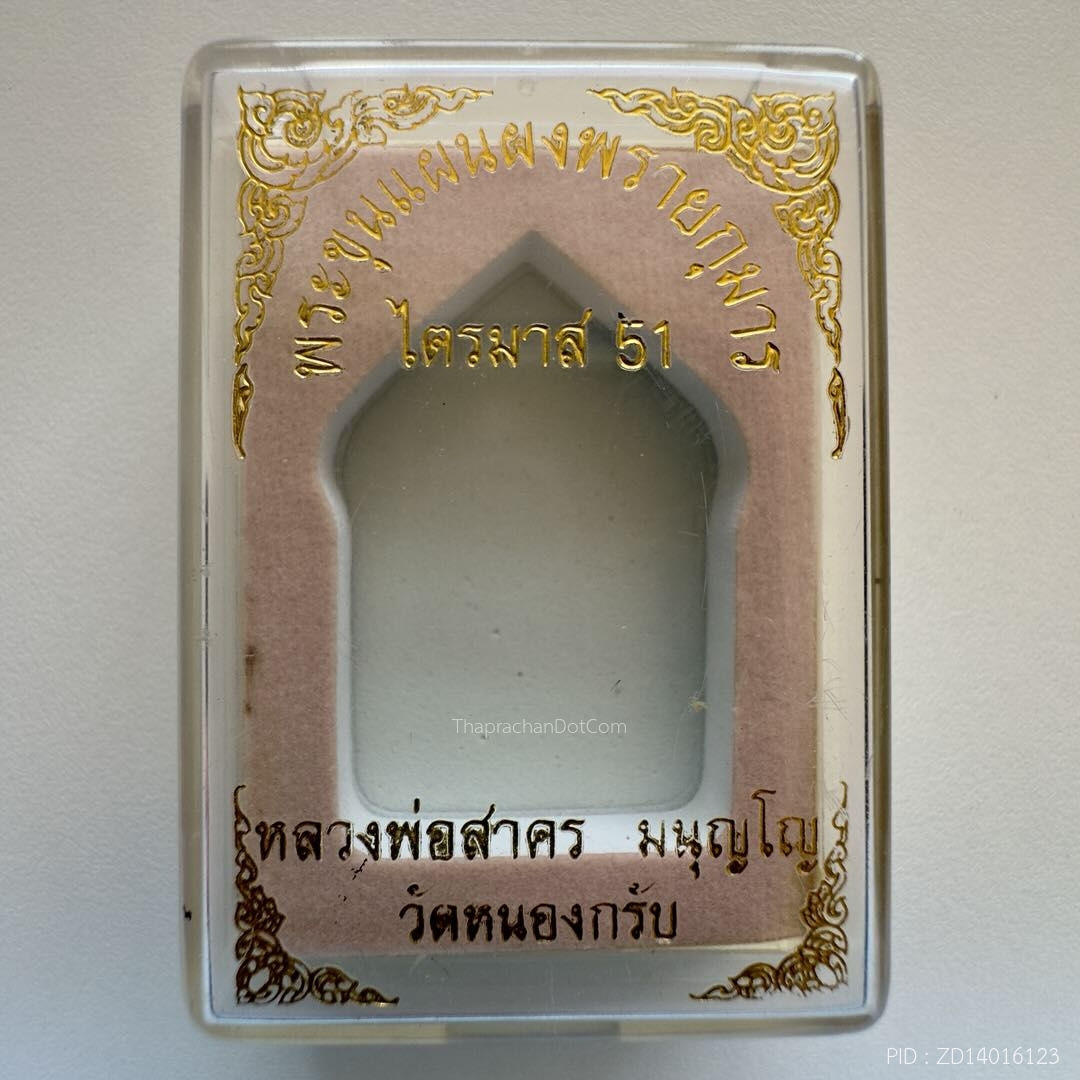 พระขุนแผนผงพรายกุมาร
ไตรมาส 51
ThaprachanDotCom
หลวงพ่อสาคร มนุญโญ
วัดหนองกรับ
PID : ZD14016123